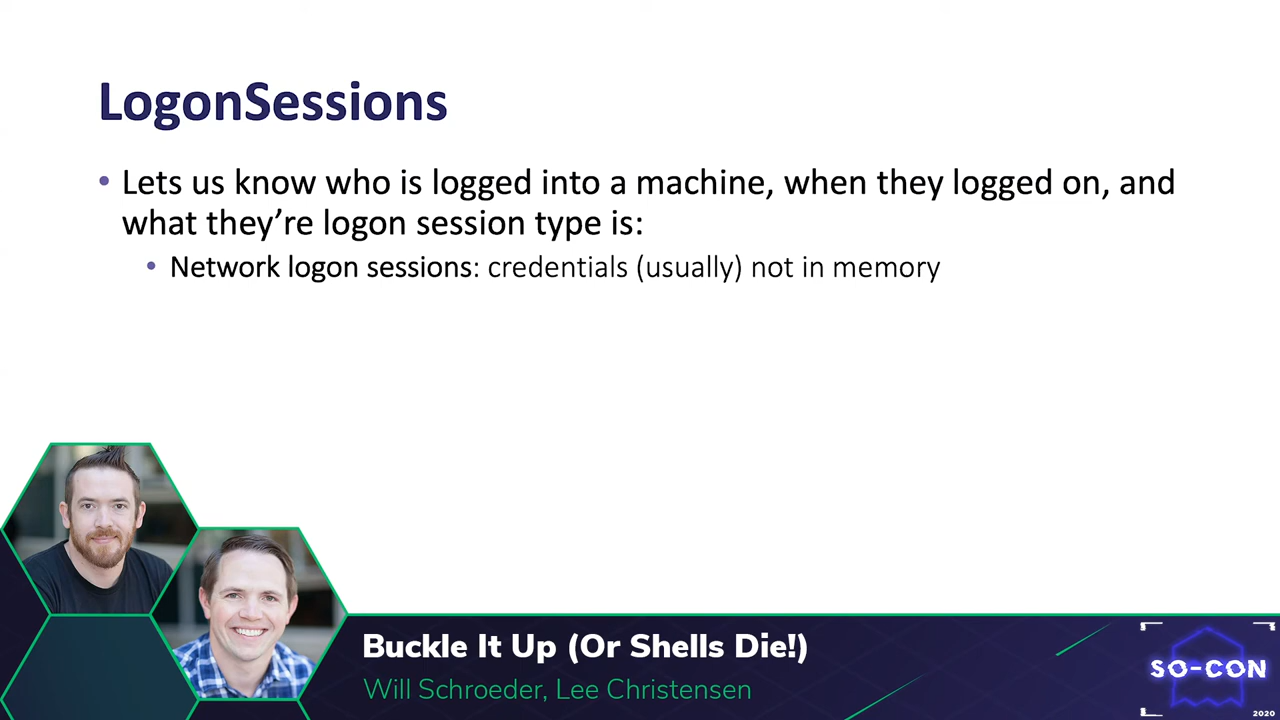 LogonSessions
• Lets us know who is logged into a machine, when they logged on, and
what they’re logon session type is:
• Network logon sessions: credentials (usually) not in memory
Buckle It Up (Or Shells Die!)
Will Schroeder, Lee Christensen
SO-CON
2020